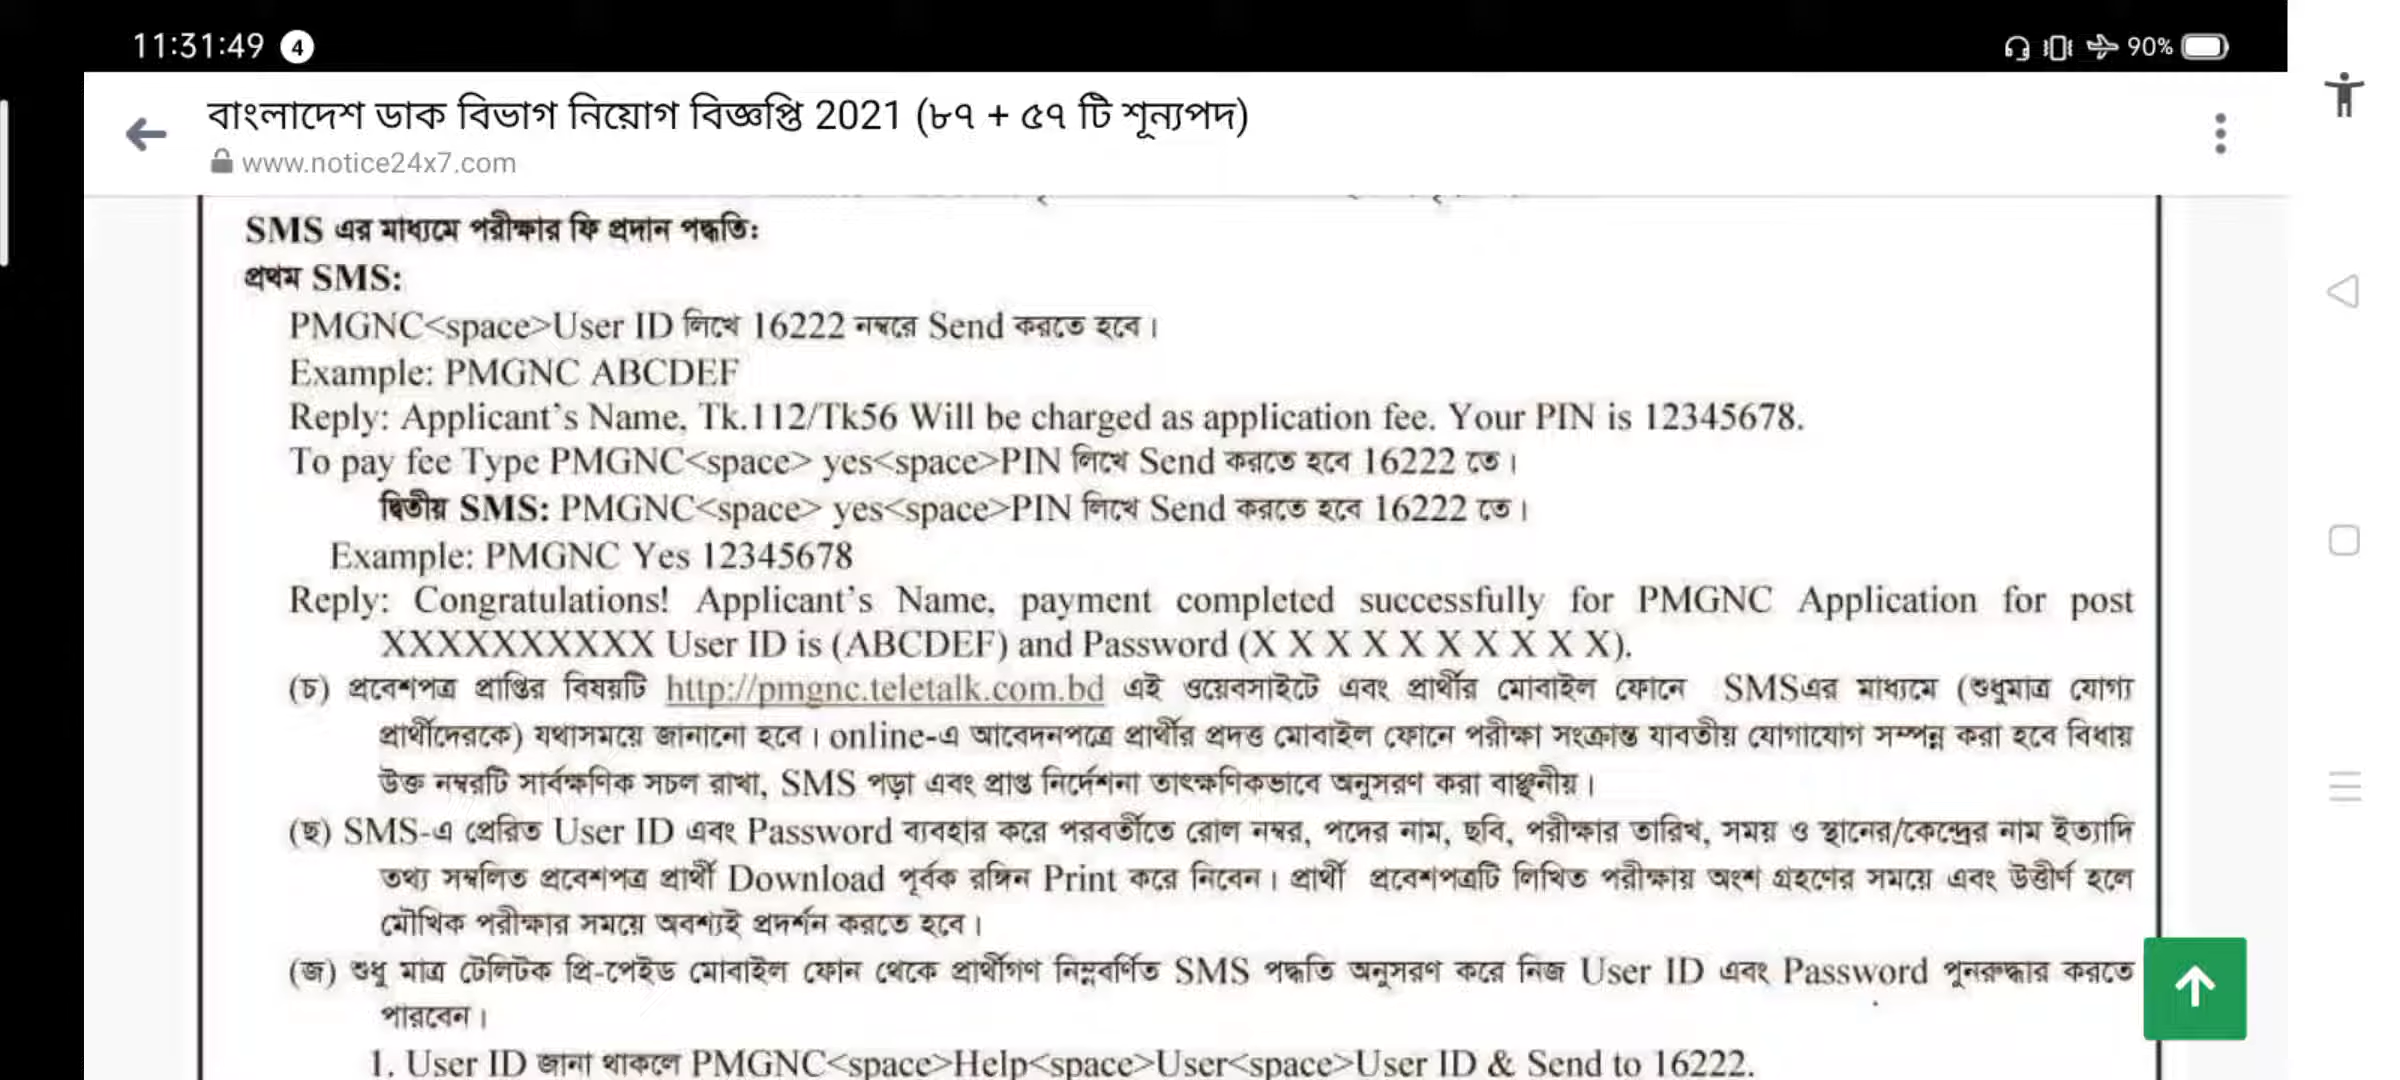 11:31:49 4 90%
বাংলাদেশ ডাক বিভাগ নিয়োগ বিজ্ঞপ্তি 2021 (৮৭ + ৫৭ টি শূন্যপদ)
www.notice24x7.com
SMS এর মাধ্যমে পরীক্ষার ফি প্রদান পদ্ধতি:
প্রথম SMS:
PMGNC<space>User ID লিখে 16222 নম্বরে Send করতে হবে।
Example: PMGNC ABCDEF
Reply: Applicant's Name, Tk.112/Tk56 Will be charged as application fee. Your PIN is 12345678.
To pay fee Type PMGNC<space> yes<space>PIN লিখে Send করতে হবে 16222 তে।
দ্বিতীয় SMS: PMGNC<space> yes<space>PIN লিখে Send করতে হবে 16222 তে।
Example: PMGNC Yes 12345678
Reply: Congratulations! Applicant's Name, payment completed successfully for PMGNC Application for post
XXXXXXXXXX User ID is (ABCDEF) and Password (X X X X X X X X X X).
(চ) প্রবেশপত্র প্রাপ্তির বিষয়টি http://pmgnc.teletalk.com.bd এই ওয়েবসাইটে এবং প্রার্থীর মোবাইল ফোনে SMSএর মাধ্যমে (শুধুমাত্র যোগ্য
প্রার্থীদেরকে) যথাসময়ে জানানো হবে। online-এ আবেদনপত্রে প্রার্থীর প্রদত্ত মোবাইল ফোনে পরীক্ষা সংক্রান্ত যাবতীয় যোগাযোগ সম্পন্ন করা হবে বিধায়
উক্ত নম্বরটি সার্বক্ষণিক সচল রাখা, SMS পড়া এবং প্রাপ্ত নির্দেশনা তাৎক্ষণিকভাবে অনুসরণ করা বাঞ্ছনীয়।
(ছ) SMS-এ প্রেরিত User ID এবং Password ব্যবহার করে পরবর্তীতে রোল নম্বর, পদের নাম, ছবি, পরীক্ষার তারিখ, সময় ও স্থানের/কেন্দ্রের নাম ইত্যাদি
তথ্য সম্বলিত প্রবেশপত্র প্রার্থী Download পূর্বক রঙ্গিন Print করে নিবেন। প্রার্থী প্রবেশপত্রটি লিখিত পরীক্ষায় অংশ গ্রহণের সময়ে এবং উত্তীর্ণ হলে
মৌখিক পরীক্ষার সময়ে অবশ্যই প্রদর্শন করতে হবে।
(জ) শুধু মাত্র টেলিটক প্রি-পেইড মোবাইল ফোন থেকে প্রার্থীগণ নিম্নবর্ণিত SMS পদ্ধতি অনুসরণ করে নিজ User ID এবং Password পুনরুদ্ধার করতে
পারবেন।
1. User ID জানা থাকলে PMGNC<space>Help<space>User<space>User ID & Send to 16222.